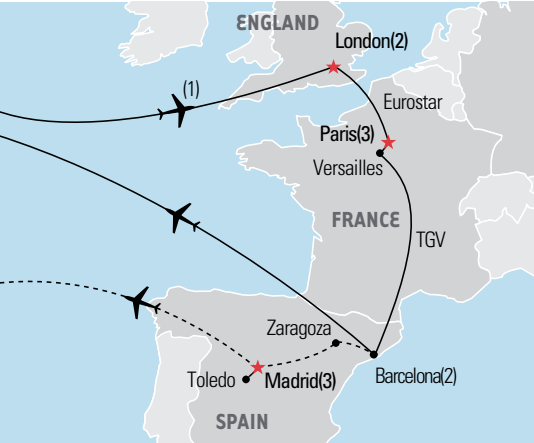 ENGLAND
London(2)
(1)
Eurostar
Paris(3)
Versailles
FRANCE
TGV
Zaragoza
Toledo
Madrid(3)
Barcelona(2)
SPAIN